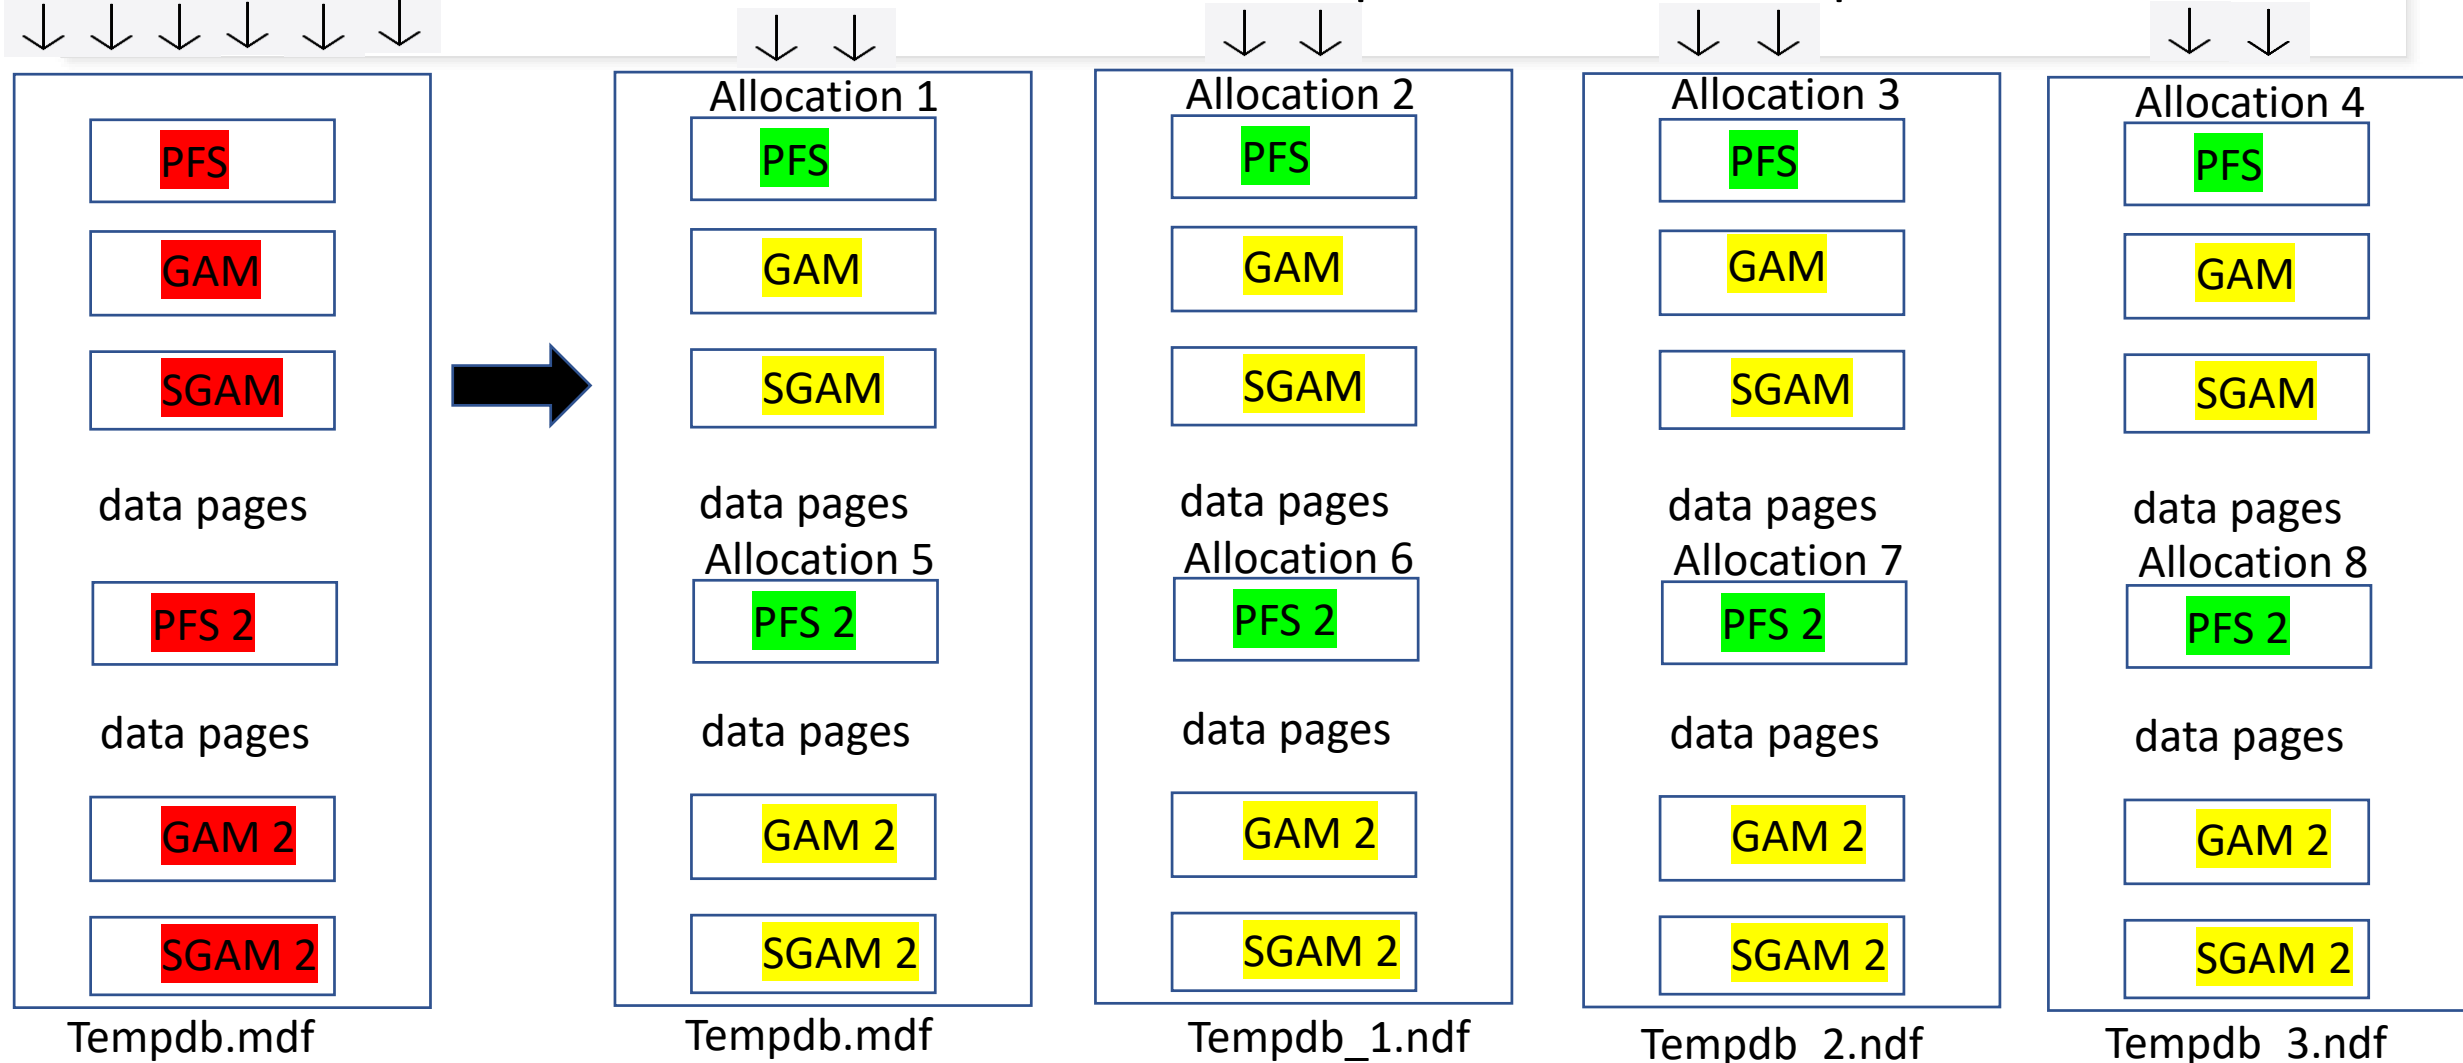 PFS
GAM
SGAM
data pages
PFS 2
data pages
GAM 2
SGAM 2
Tempdb.mdf
Allocation 1
PFS
GAM
SGAM
data pages
Allocation 5
PFS 2
data pages
GAM 2
SGAM 2
Tempdb.mdf
Allocation 2
PFS
GAM
SGAM
data pages
Allocation 6
PFS 2
data pages
GAM 2
SGAM 2
Tempdb_1.ndf
Allocation 3
PFS
GAM
SGAM
data pages
Allocation 7
PFS 2
data pages
GAM 2
SGAM 2
Tempdb_2.ndf
Allocation 4
PFS
GAM
SGAM
data pages
Allocation 8
PFS 2
data pages
GAM 2
SGAM 2
Tempdb_3.ndf